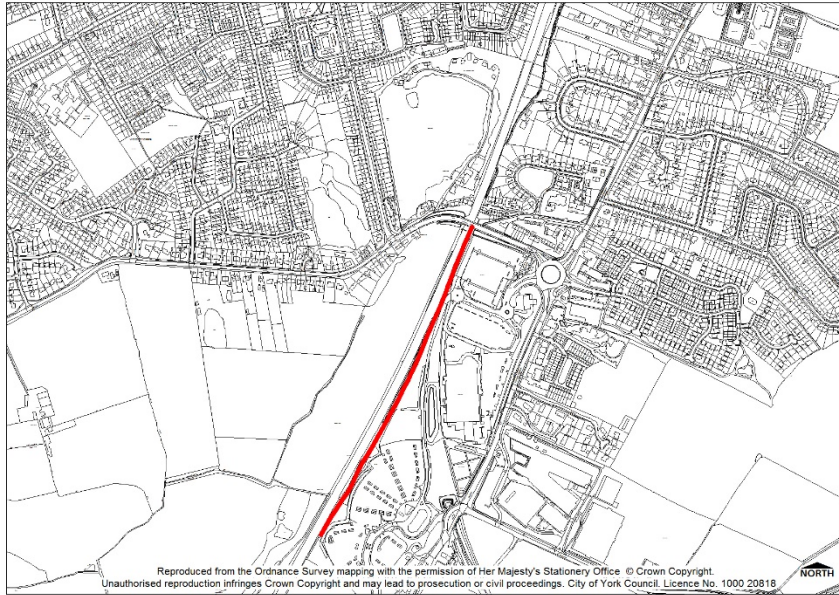 Reproduced from the Ordnance Survey mapping with the permission of Her Majesty's Stationery Office © Crown Copyright.
Unauthorised reproduction infringes Crown Copyright and may lead to prosecution or civil proceedings. City of York Council. Licence No. 1000 20818
NORTH